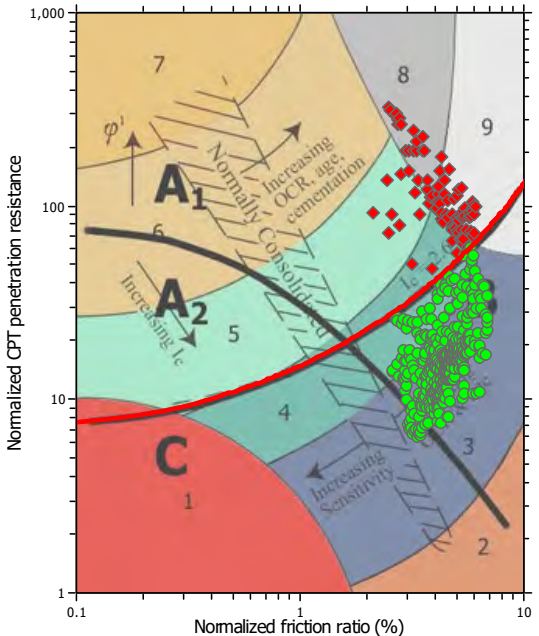 1,000
7
8
φ'
Normally Consolidated
Increasing
OCR, age,
cementation
9
A1
100
6
A2
Increasing Ic
5
Normalized CPT penetration resistance
10
4
C
3
1
Increasing
Sensitivity
2
1
0.1
1
10
Normalized friction ratio (%)